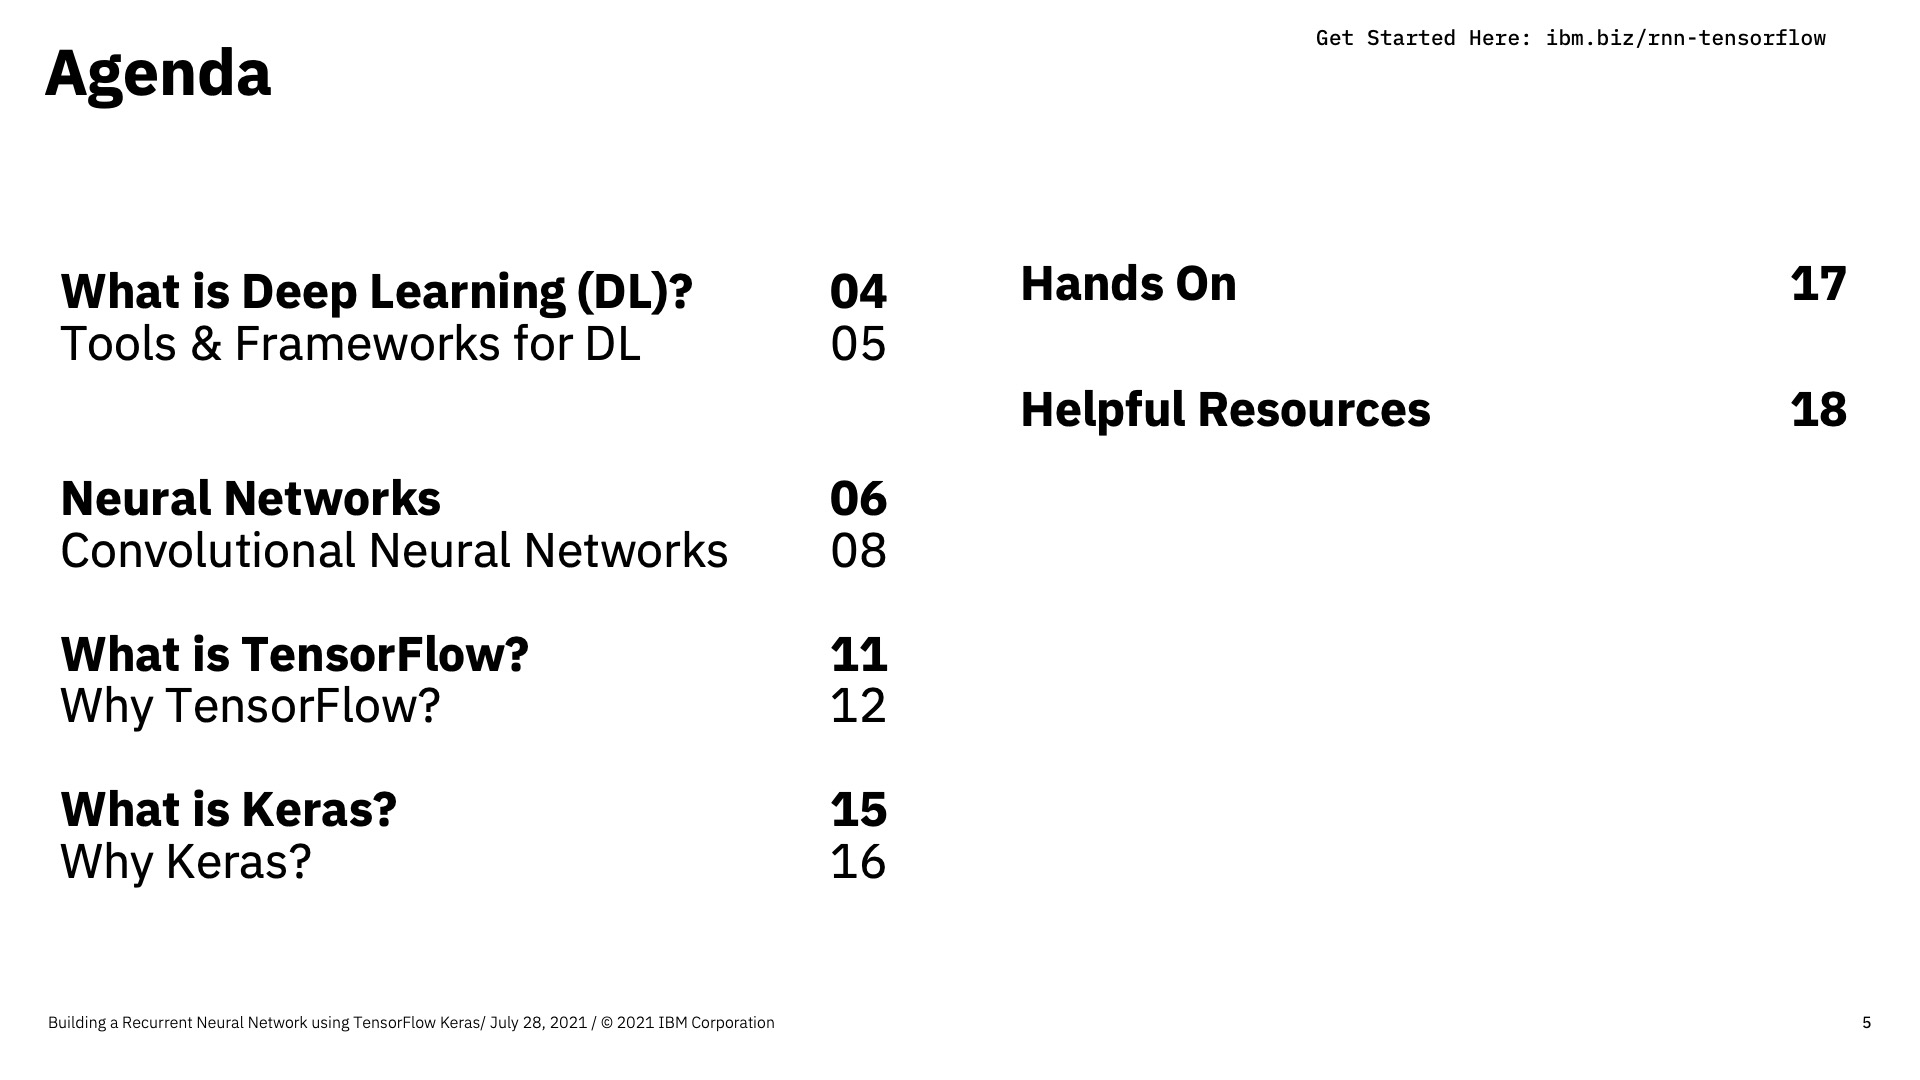 Get Started Here: ibm.biz/rnn-tensorflow
Agenda
What is Deep Learning (DL)? 04
Tools & Frameworks for DL 05
Neural Networks 06
Convolutional Neural Networks 08
What is TensorFlow? 11
Why TensorFlow? 12
What is Keras? 15
Why Keras? 16
Hands On 17
Helpful Resources 18
Building a Recurrent Neural Network using TensorFlow Keras/ July 28, 2021 / © 2021 IBM Corporation
5